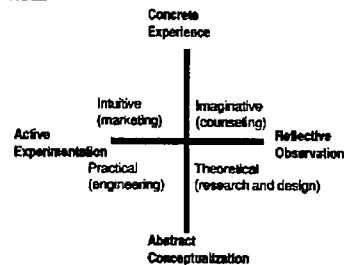 Concrete
Experience
Intuitive
(marketing)
Imaginative
(counseling)
Active
Experimentation
Reflective
Observation
Practical
(engineering)
Theoretical
(research and design)
Abstract
Conceptualization